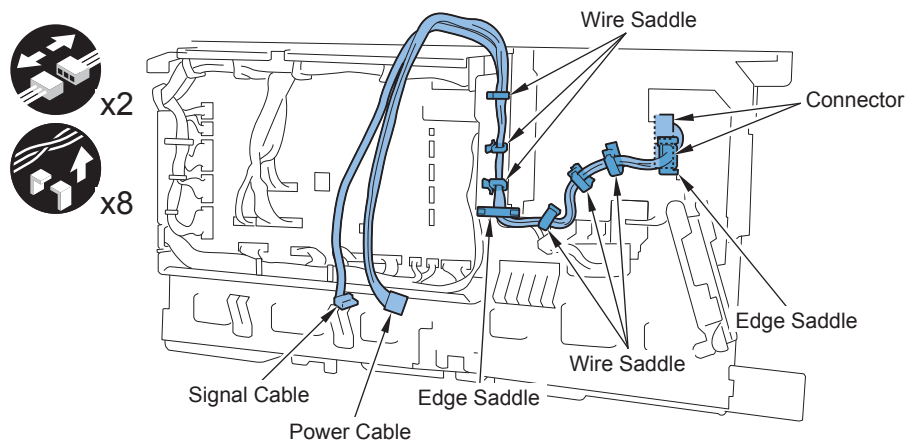 Wire Saddle
x2
Connector
x8
Edge Saddle
Wire Saddle
Signal Cable
Edge Saddle
Power Cable